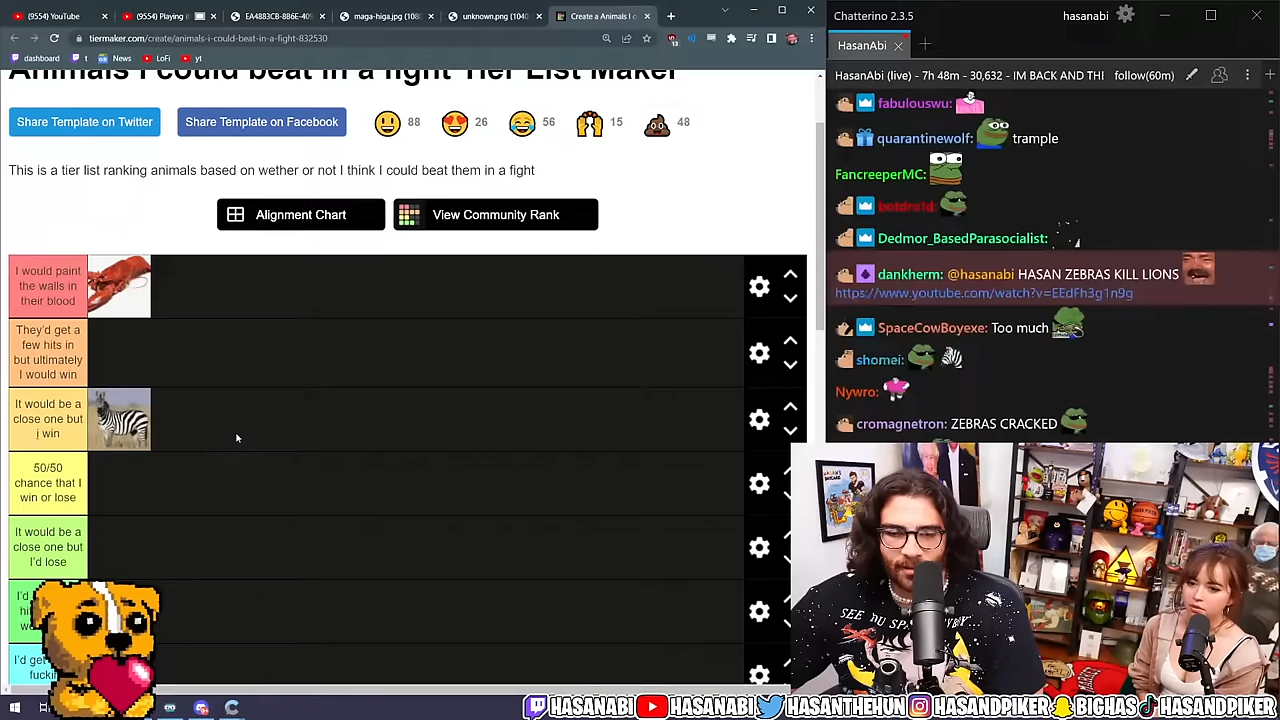 (9554) YouTube
(9554) Playing i
EA4883CB-886E-409
maga-higa.jpg (108
unknown.png (1040
Create a Animals I c
tiermaker.com/create/animals-i-could-beat-in-a-fight-832530
dashboard
t
News
LoFi
yt
Animals I could beat in a fight Tier List Maker
Share Template on Twitter
Share Template on Facebook
88
26
56
15
48
This is a tier list ranking animals based on wether or not I think I could beat them in a fight
Alignment Chart
View Community Rank
I would paint
the walls in
their blood
They'd get a
few hits in
but ultimately
I would win
It would be a
close one but
i win
50/50
chance that I
win or lose
It would be a
close one but
I'd lose
I'd
hi
I'd get
fucki
Chatterino 2.3.5
hasanabi
HasanAbi
HasanAbi (live) - 7h 48m - 30,632 - IM BACK AND THI
follow(60m)
fabulouswu:
quarantinewolf: trample
FancreeperMC:
botdro1d:
Dedmor_BasedParasocialist:
dankherm: @hasanabi HASAN ZEBRAS KILL LIONS
https://www.youtube.com/watch?v=EEdFh3g1n9g
SpaceCowBoyexe: Too much
shomei:
Nywro:
cromagnetron: ZEBRAS CRACKED
SEE YOU
COWBOY
HASANABI
HASANABI
HASANTHEHUN
HASANDPIKER
BIGHAS
HASANDPIKER